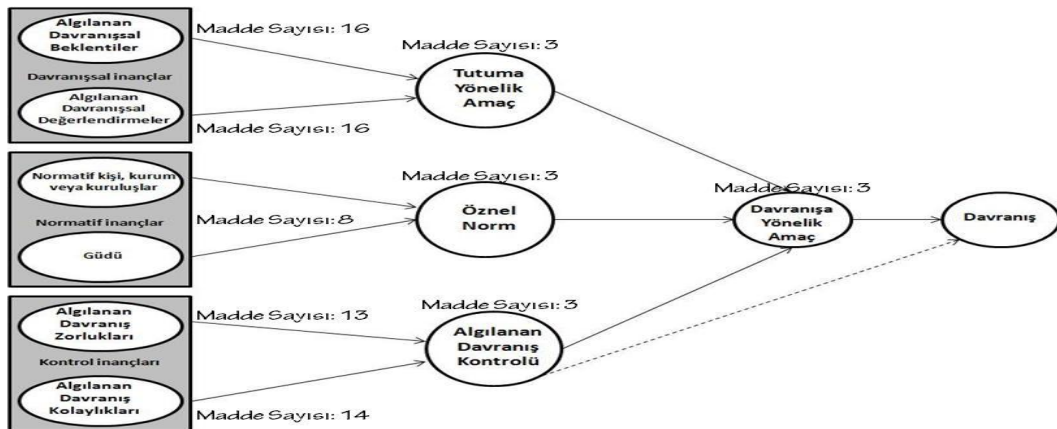 Algılanan
Davranışsal
Beklentiler
Davranışsal inançlar
Algılanan
Davranışsal
Değerlendirmeler
Madde Sayısı: 16
Madde Sayısı: 16
Madde Sayısı: 3
Tutuma
Yönelik
Amaç
Normatif kişi, kurum
veya kuruluşlar
Normatif inançlar
Güdü
Madde Sayısı: 8
Madde Sayısı: 3
Öznel
Norm
Madde Sayısı: 3
Davranışa
Yönelik
Amaç
Davranış
Algılanan
Davranış
Zorlukları
Kontrol inançları
Algılanan
Davranış
Kolaylıkları
Madde Sayısı: 13
Madde Sayısı: 14
Madde Sayısı: 3
Algılanan
Davranış
Kontrolü